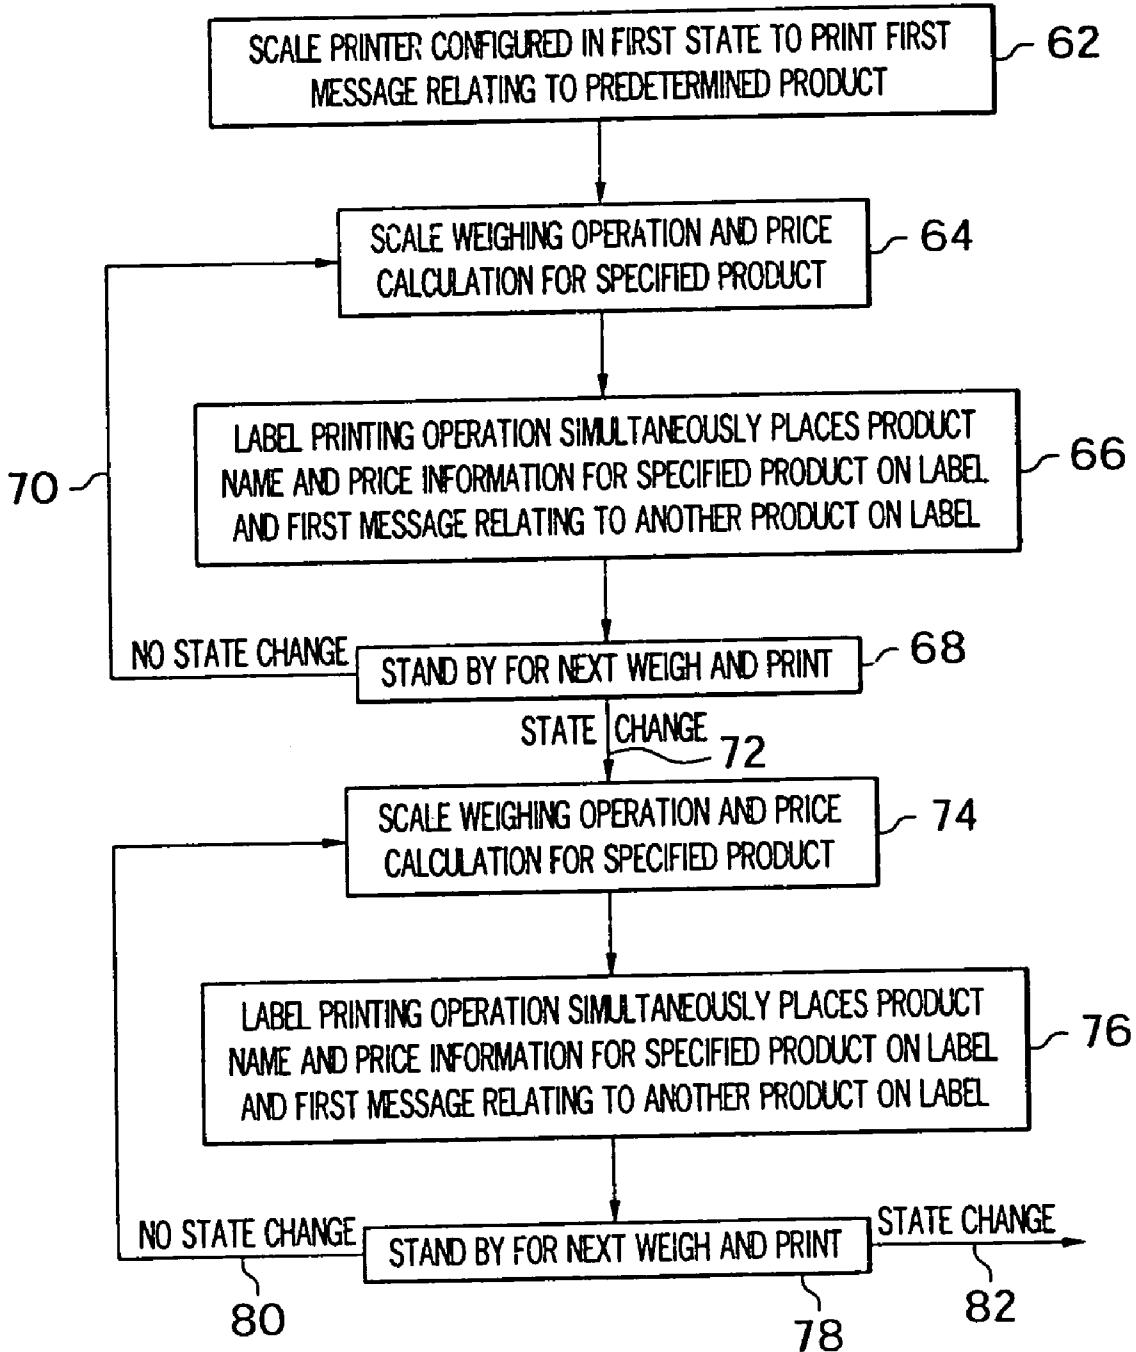 SCALE PRINTER CONFIGURED IN FIRST STATE TO PRINT FIRST
MESSAGE RELATING TO PREDETERMINED PRODUCT
62
SCALE WEIGHING OPERATION AND PRICE
CALCULATION FOR SPECIFIED PRODUCT
64
LABEL PRINTING OPERATION SIMULTANEOUSLY PLACES PRODUCT
NAME AND PRICE INFORMATION FOR SPECIFIED PRODUCT ON LABEL
AND FIRST MESSAGE RELATING TO ANOTHER PRODUCT ON LABEL
66
70
NO STATE CHANGE
STAND BY FOR NEXT WEIGH AND PRINT
68
STATE CHANGE
72
SCALE WEIGHING OPERATION AND PRICE
CALCULATION FOR SPECIFIED PRODUCT
74
LABEL PRINTING OPERATION SIMULTANEOUSLY PLACES PRODUCT
NAME AND PRICE INFORMATION FOR SPECIFIED PRODUCT ON LABEL
AND FIRST MESSAGE RELATING TO ANOTHER PRODUCT ON LABEL
76
NO STATE CHANGE
STAND BY FOR NEXT WEIGH AND PRINT
STATE CHANGE
80
78
82